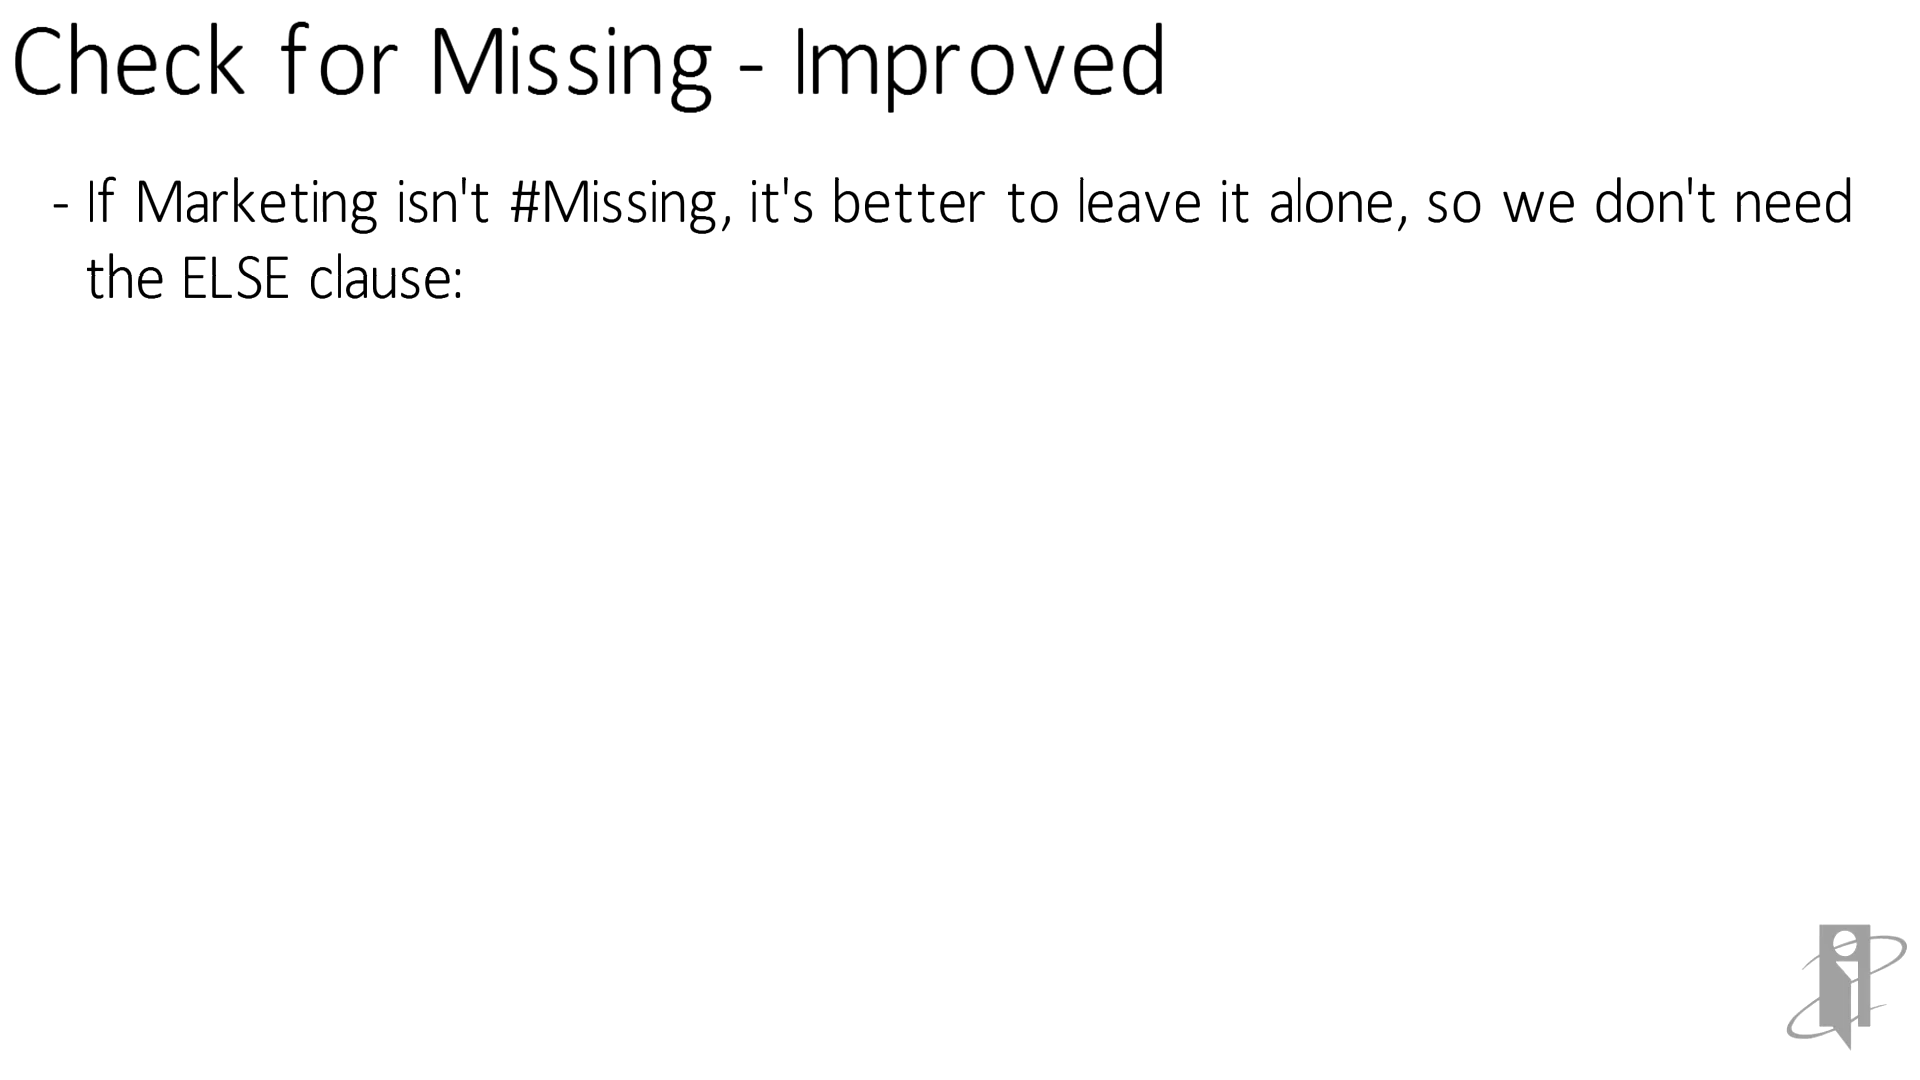 Check for Missing - Improved
- If Marketing isn't #Missing, it's better to leave it alone, so we don't need
the ELSE clause: